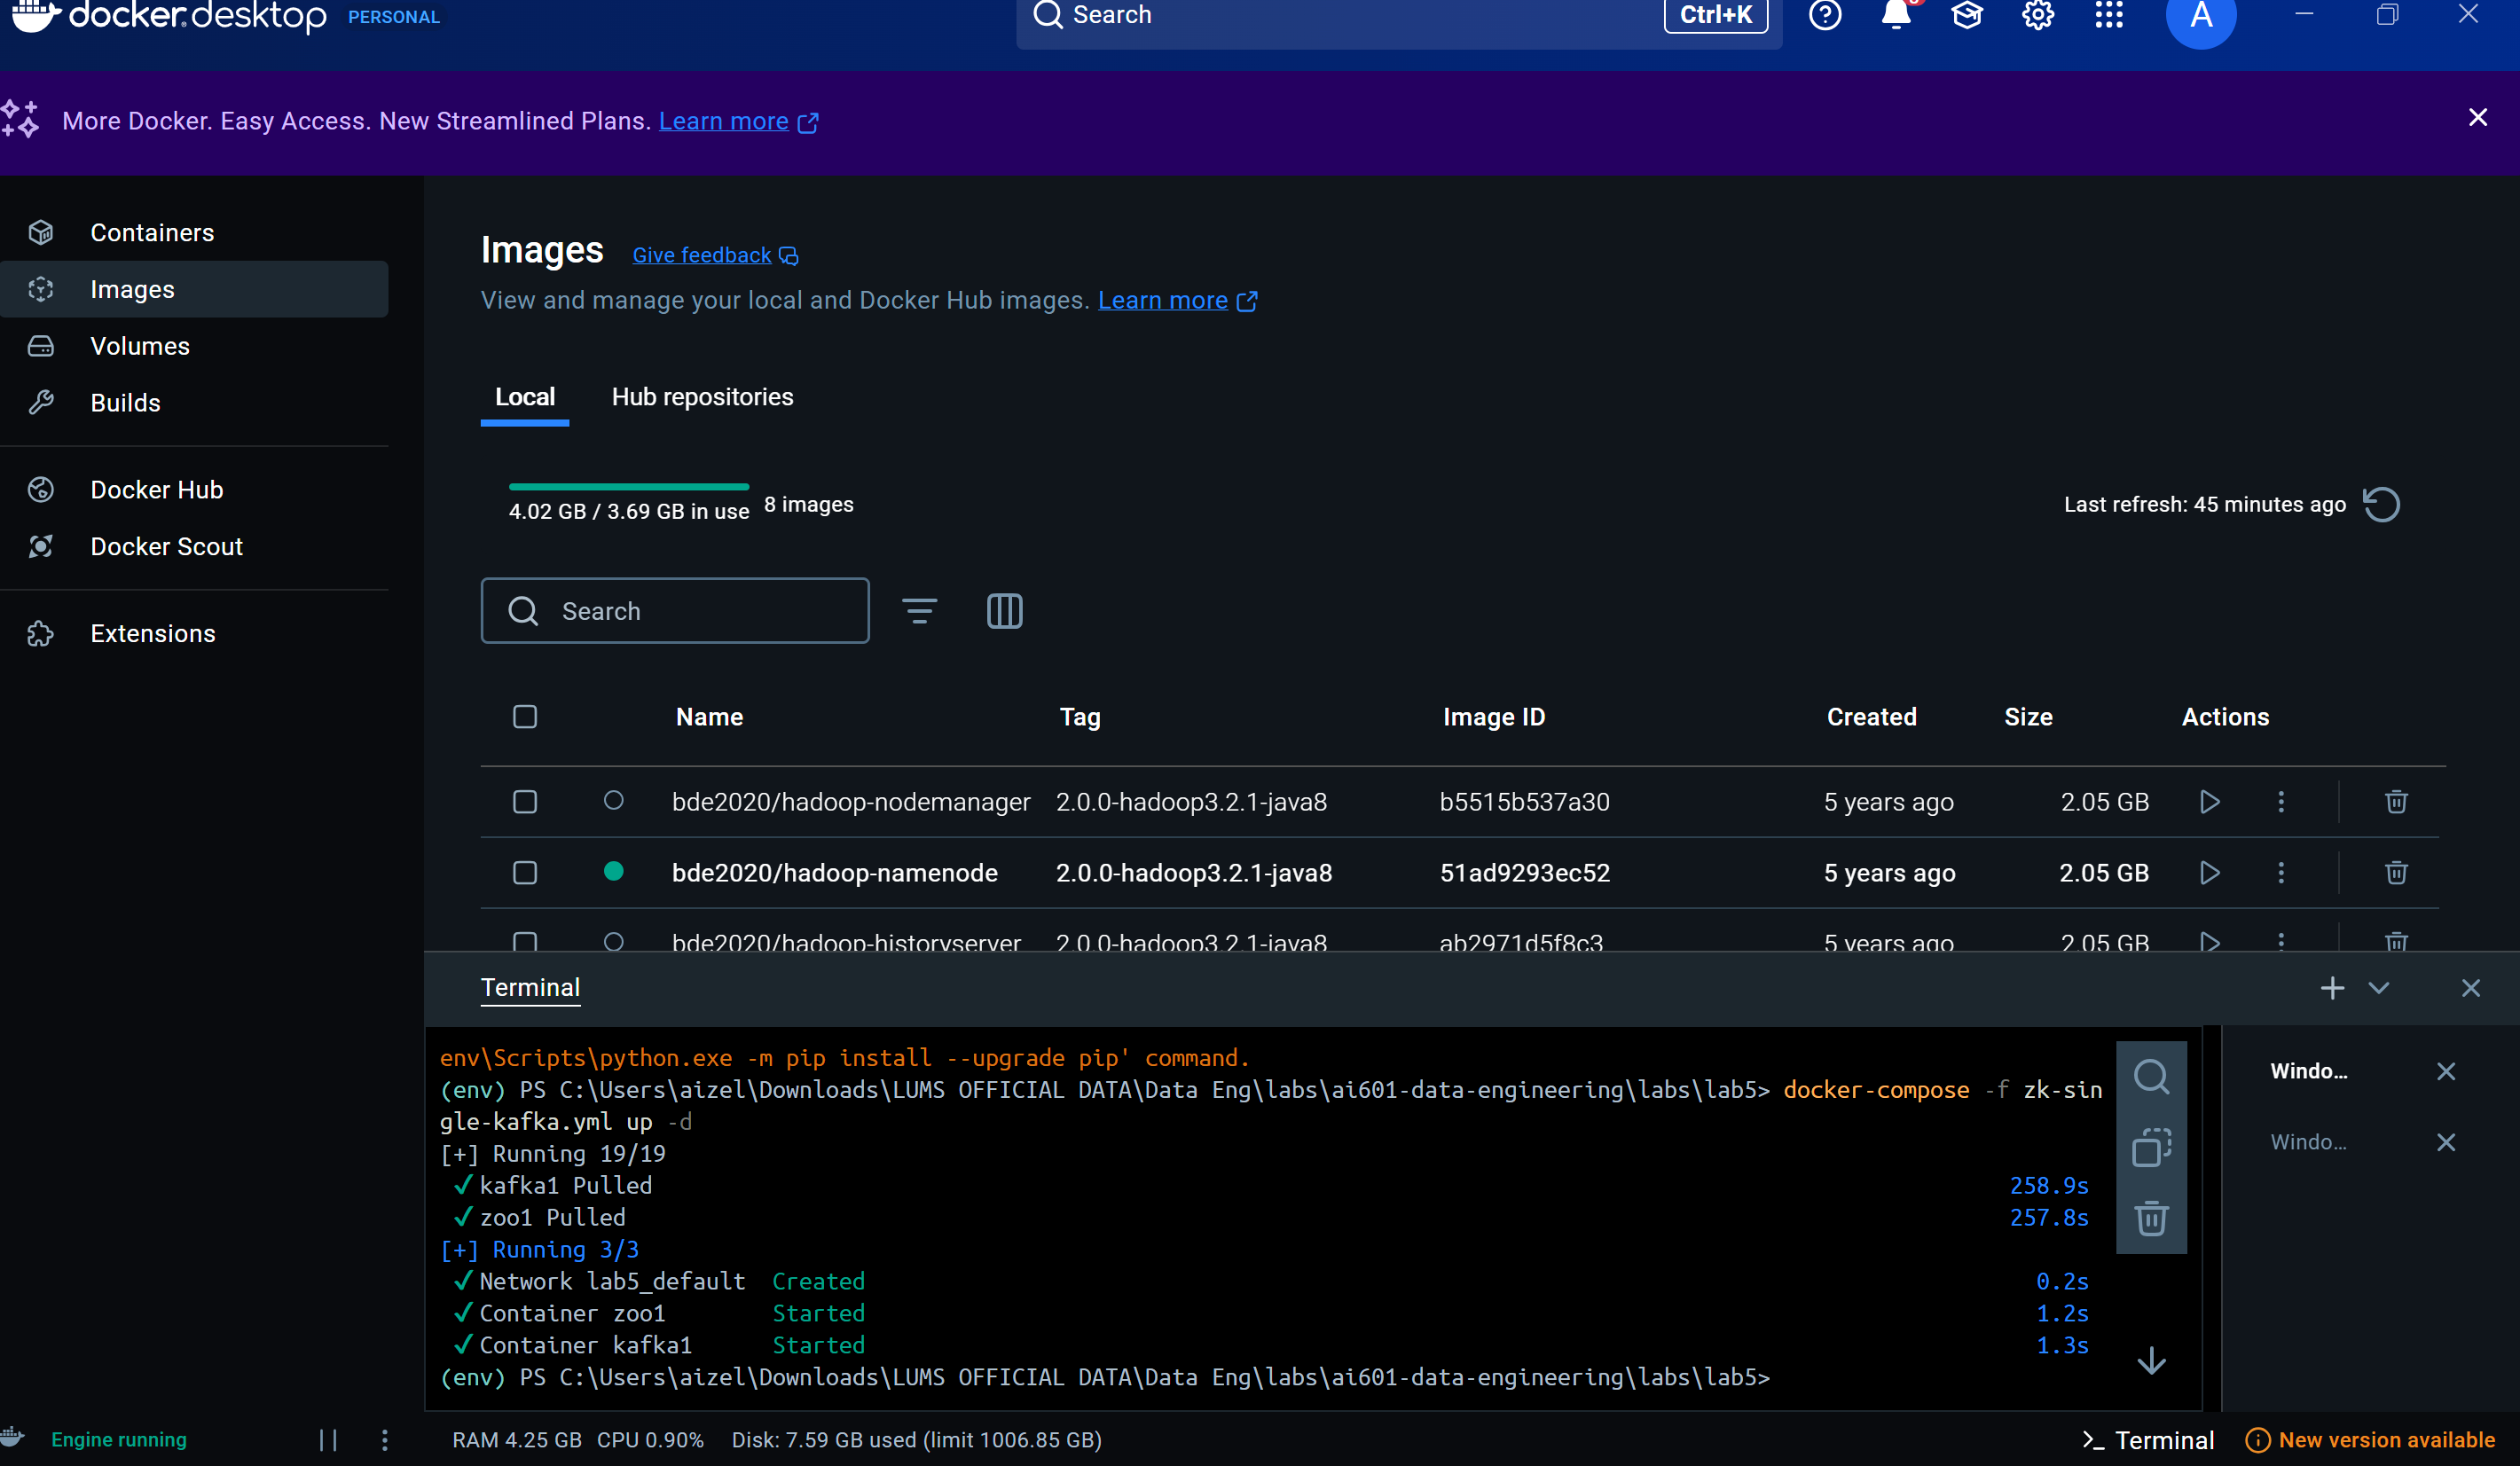 docker.desktop PERSONAL
Search Ctrl+K
A
More Docker. Easy Access. New Streamlined Plans. Learn more
Containers
Images
Volumes
Builds
Docker Hub
Docker Scout
Extensions
Images Give feedback
View and manage your local and Docker Hub images. Learn more
Local Hub repositories
4.02 GB / 3.69 GB in use 8 images
Last refresh: 45 minutes ago
Search
Name Tag Image ID Created Size Actions
bde2020/hadoop-nodemanager 2.0.0-hadoop3.2.1-java8 b5515b537a30 5 years ago 2.05 GB
bde2020/hadoop-namenode 2.0.0-hadoop3.2.1-java8 51ad9293ec52 5 years ago 2.05 GB
bde2020/hadoop-historyserver 2.0.0-hadoop3.2.1-java8 ab2971d5f8c3 5 years ago 2.05 GB
Terminal
env\Scripts\python.exe -m pip install --upgrade pip' command.
(env) PS C:\Users\aizel\Downloads\LUMS OFFICIAL DATA\Data Eng\labs\ai601-data-engineering\labs\lab5> docker-compose -f zk-sin
gle-kafka.yml up -d
[+] Running 19/19
✓ kafka1 Pulled 258.9s
✓ zoo1 Pulled 257.8s
[+] Running 3/3
✓ Network lab5_default Created 0.2s
✓ Container zoo1 Started 1.2s
✓ Container kafka1 Started 1.3s
(env) PS C:\Users\aizel\Downloads\LUMS OFFICIAL DATA\Data Eng\labs\ai601-data-engineering\labs\lab5>
Windo...
Windo...
Engine running
RAM 4.25 GB CPU 0.90% Disk: 7.59 GB used (limit 1006.85 GB)
Terminal
New version available